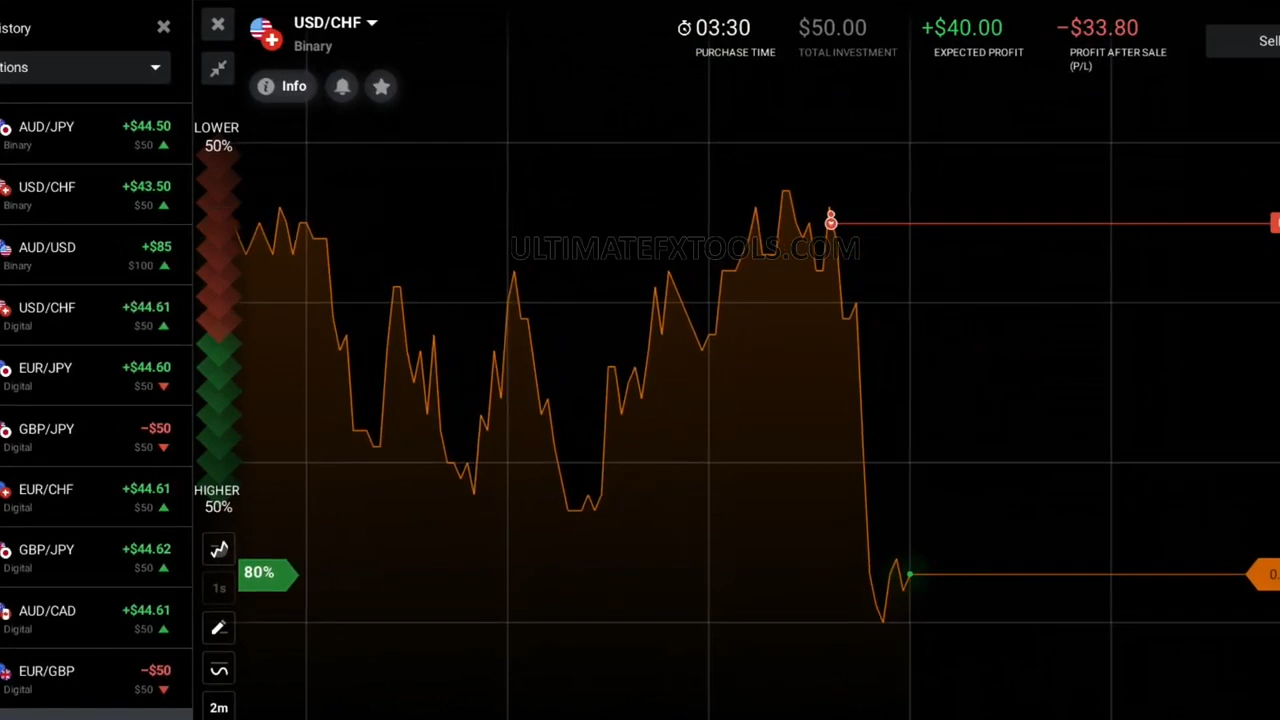 istory
tions
AUD/JPY +$44.50
Binary $50
USD/CHF +$43.50
Binary $50
AUD/USD +$85
Binary $100
USD/CHF +$44.61
Digital $50
EUR/JPY +$44.60
Digital $50
GBP/JPY −$50
Digital $50
EUR/CHF +$44.61
Digital $50
GBP/JPY +$44.62
Digital $50
AUD/CAD +$44.61
Digital $50
EUR/GBP −$50
Digital $50
USD/CHF
Binary
Info
03:30 $50.00 +$40.00 −$33.80
PURCHASE TIME TOTAL INVESTMENT EXPECTED PROFIT PROFIT AFTER SALE
(P/L)
Sel
LOWER
50%
ULTIMATEFXTOOLS.COM
HIGHER
50%
80%
0.
1s
2m